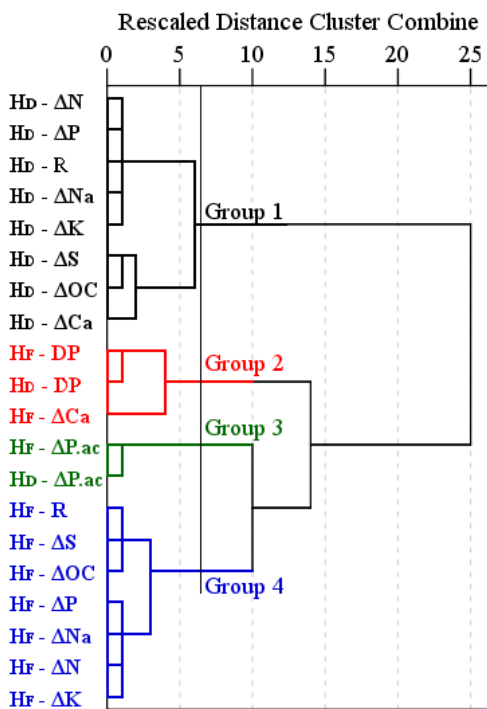 Rescaled Distance Cluster Combine
0 5 10 15 20 25
HD - ΔN
HD - ΔP
HD - R
HD - ΔNa
HD - ΔK
Group 1
HD - ΔS
HD - ΔOC
HD - ΔCa
HF - DP
Group 2
HD - DP
HF - ΔCa
Group 3
HF - ΔP.ac
HD - ΔP.ac
HF - R
HF - ΔS
HF - ΔOC
Group 4
HF - ΔP
HF - ΔNa
HF - ΔN
HF - ΔK